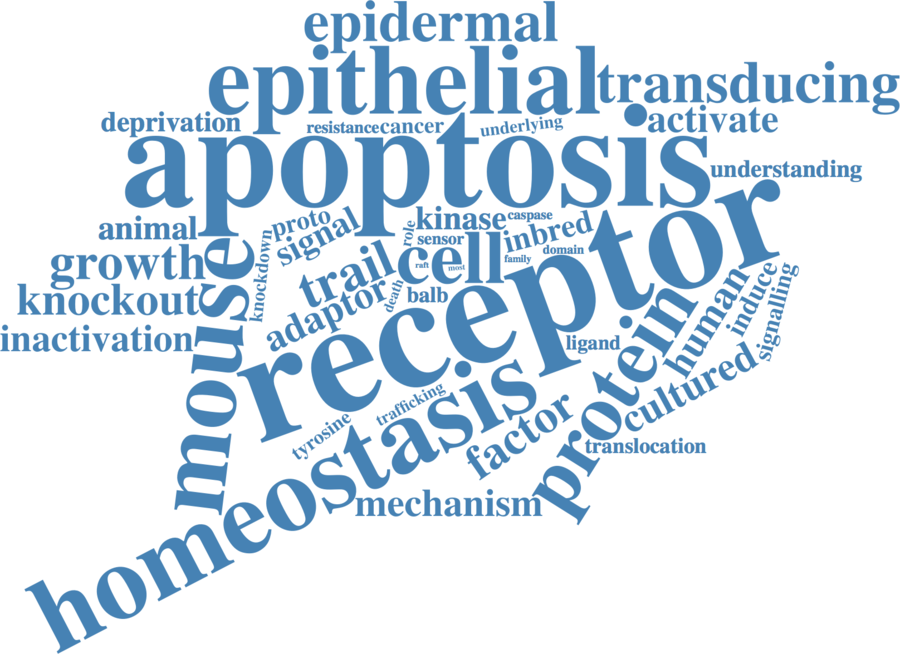 epidermal
epithelial
transducing
deprivation
resistance
cancer
underlying
activate
apoptosis
understanding
animal
proto
signal
role
kinase
caspase
sensor
inbred
domain
growth
knockdown
trail
cell
raft
most
family
receptor
knockout
mouse
adaptor
death
balb
human
induce
signalling
inactivation
ligand
protein
cultured
homeostasis
tyrosine
trafficking
factor
translocation
mechanism